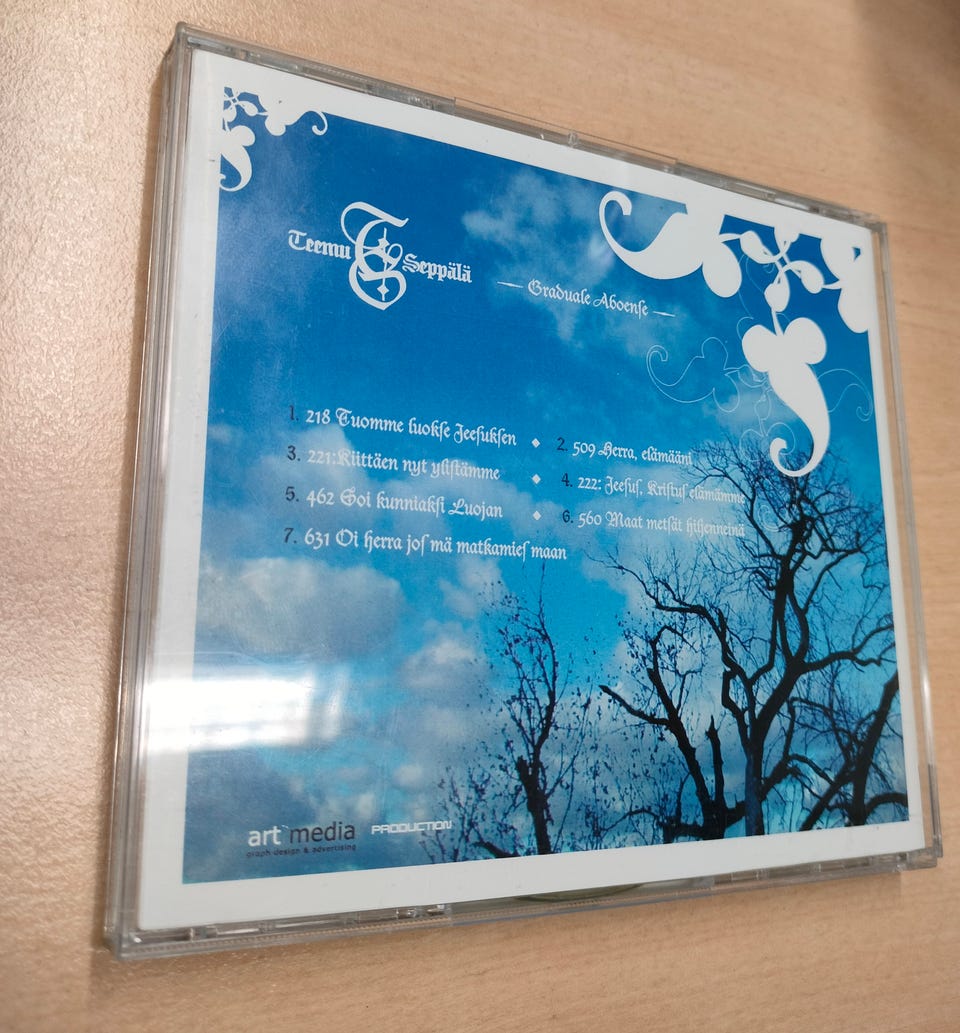 Teemu TS Seppälä
— Graduale Aboenſe —
1. 218 Tuomme luokſe Jeeſukſen ◆ 2. 509 Herra, elämääni
3. 221:Kiittäen nyt yliſtämme ◆ 4. 222: Jeeſuſ, Kriſtuſ elämämme
5. 462 Soi kunniakſi Luojan ◆ 6. 560 Maat metſät hiljenneinä
7. 631 Oi herra joſ mä matkamieſ maan
art media PRODUCTION
graph design & advertising